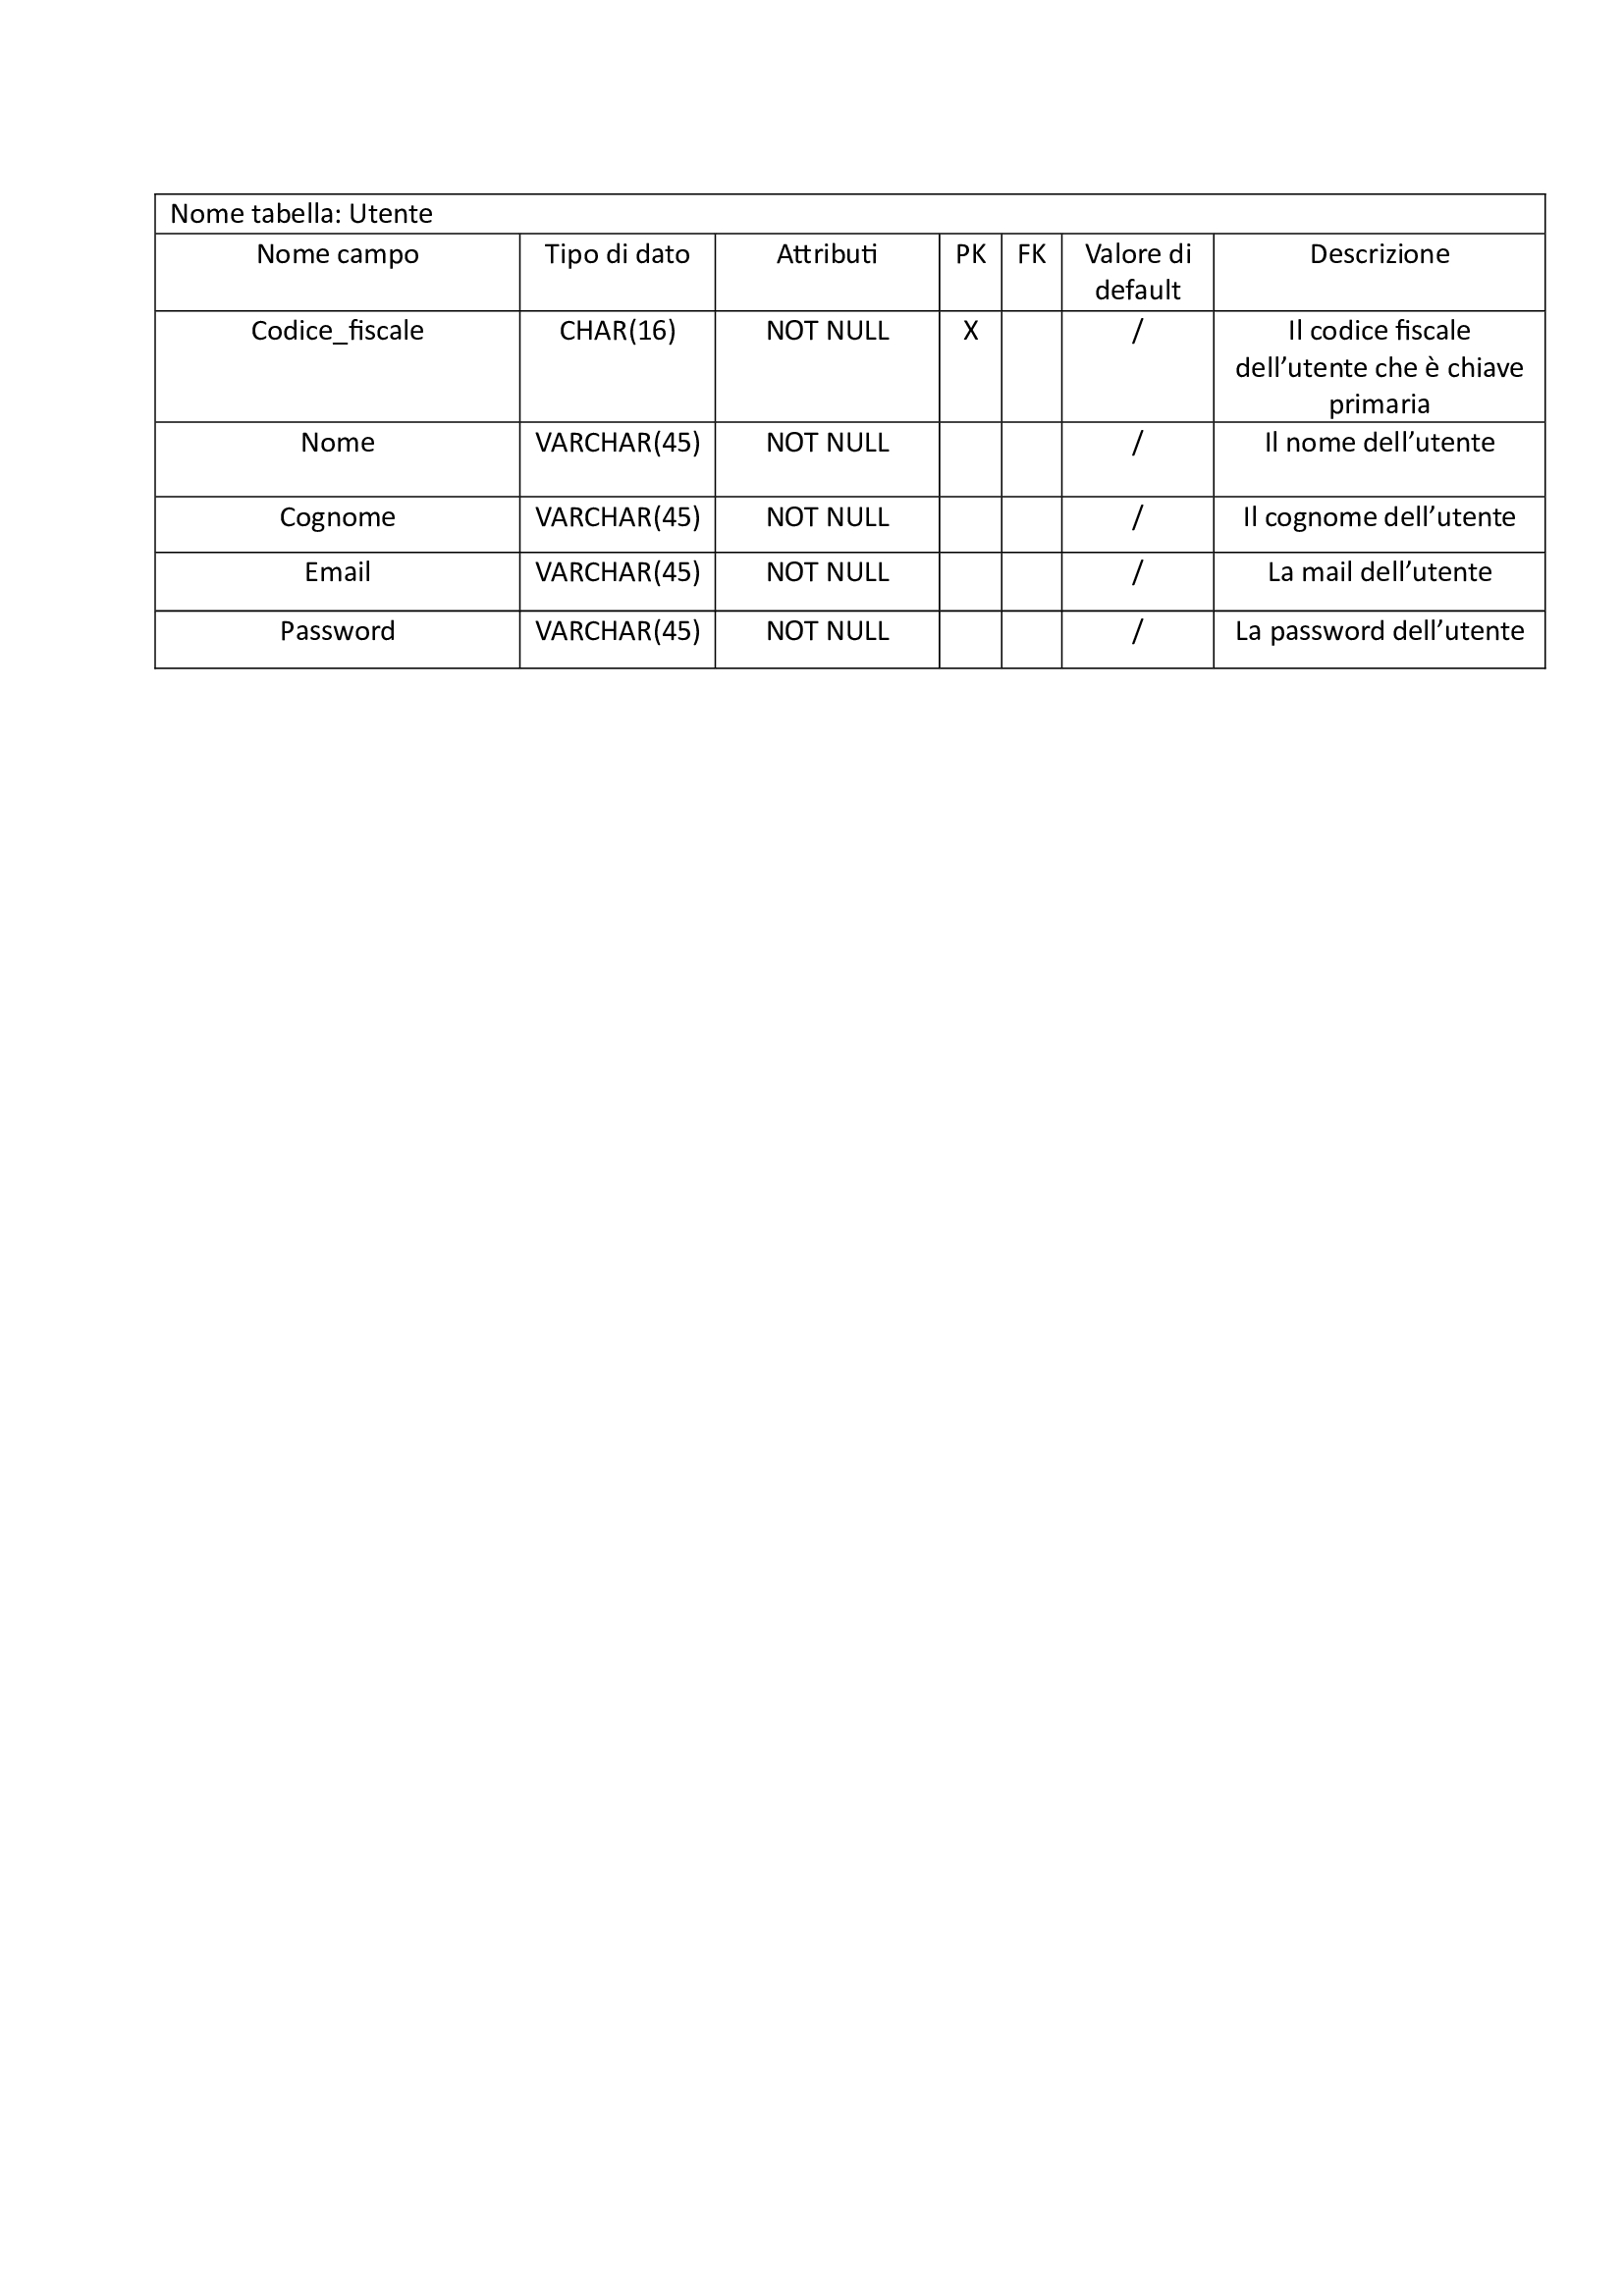 Nome tabella: Utente
Nome campo Tipo di dato Attributi PK FK Valore di default Descrizione
Codice_fiscale CHAR(16) NOT NULL X / Il codice fiscale dell’utente che è chiave primaria
Nome VARCHAR(45) NOT NULL / Il nome dell’utente
Cognome VARCHAR(45) NOT NULL / Il cognome dell’utente
Email VARCHAR(45) NOT NULL / La mail dell’utente
Password VARCHAR(45) NOT NULL / La password dell’utente